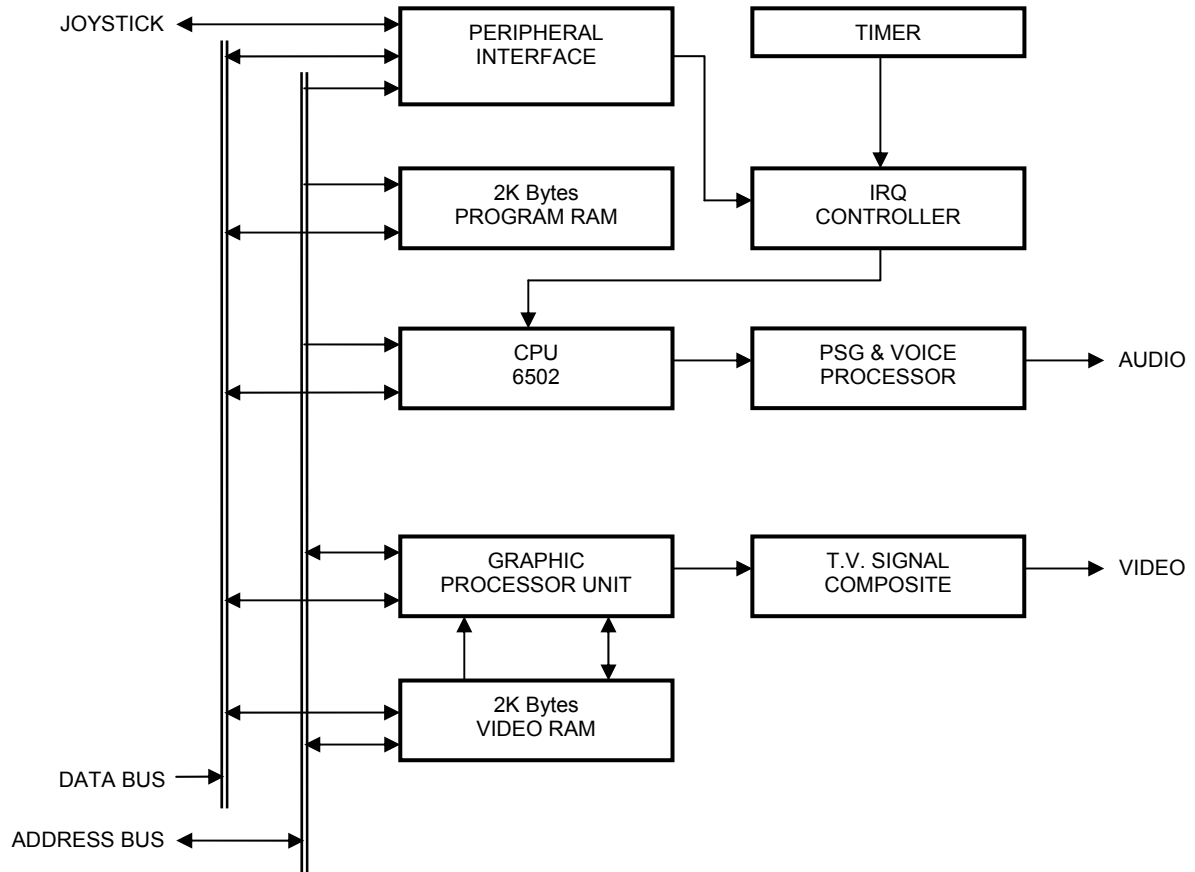 JOYSTICK
PERIPHERAL
INTERFACE
TIMER
2K Bytes
PROGRAM RAM
IRQ
CONTROLLER
CPU
6502
PSG & VOICE
PROCESSOR
AUDIO
GRAPHIC
PROCESSOR UNIT
T.V. SIGNAL
COMPOSITE
VIDEO
2K Bytes
VIDEO RAM
DATA BUS
ADDRESS BUS